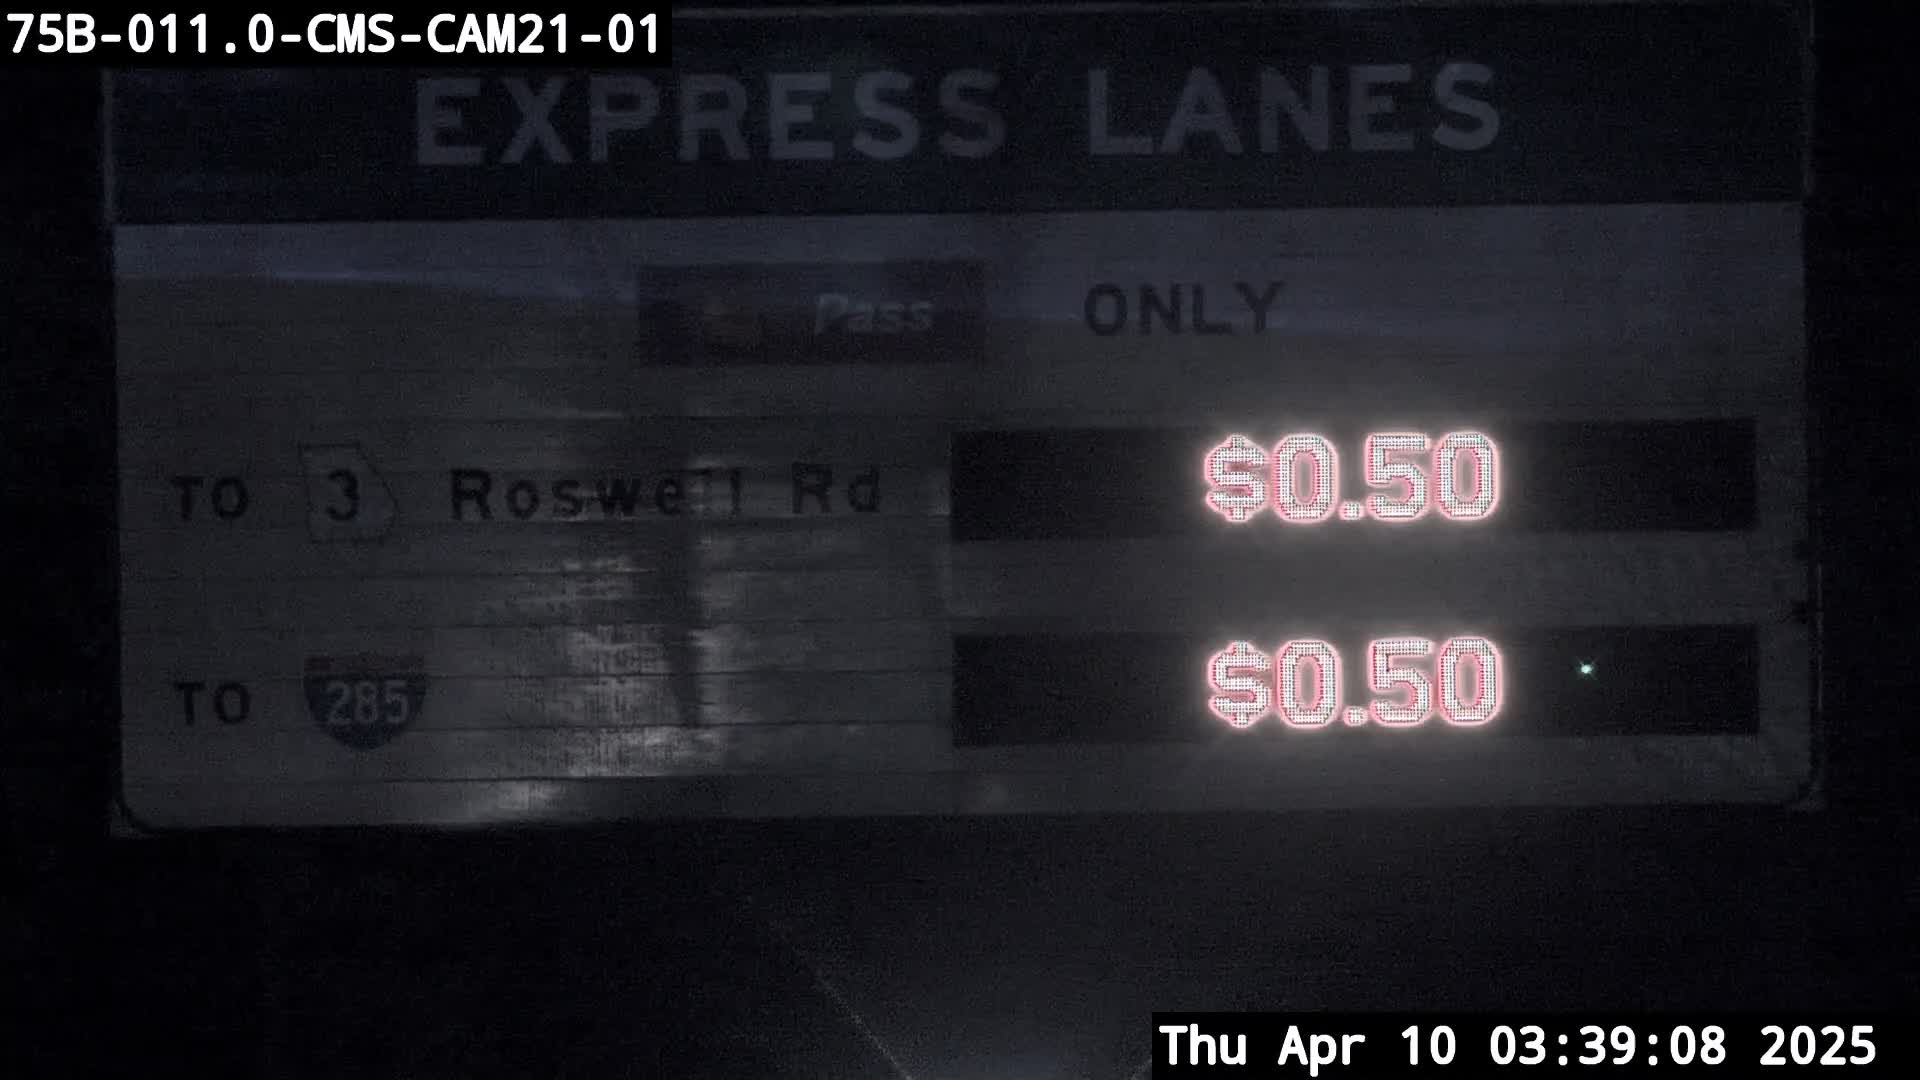 75B-011.0-CMS-CAM21-01
EXPRESS LANES
Pass ONLY
TO 3 Roswell Rd $0.50
TO 285 $0.50
Thu Apr 10 03:39:08 2025